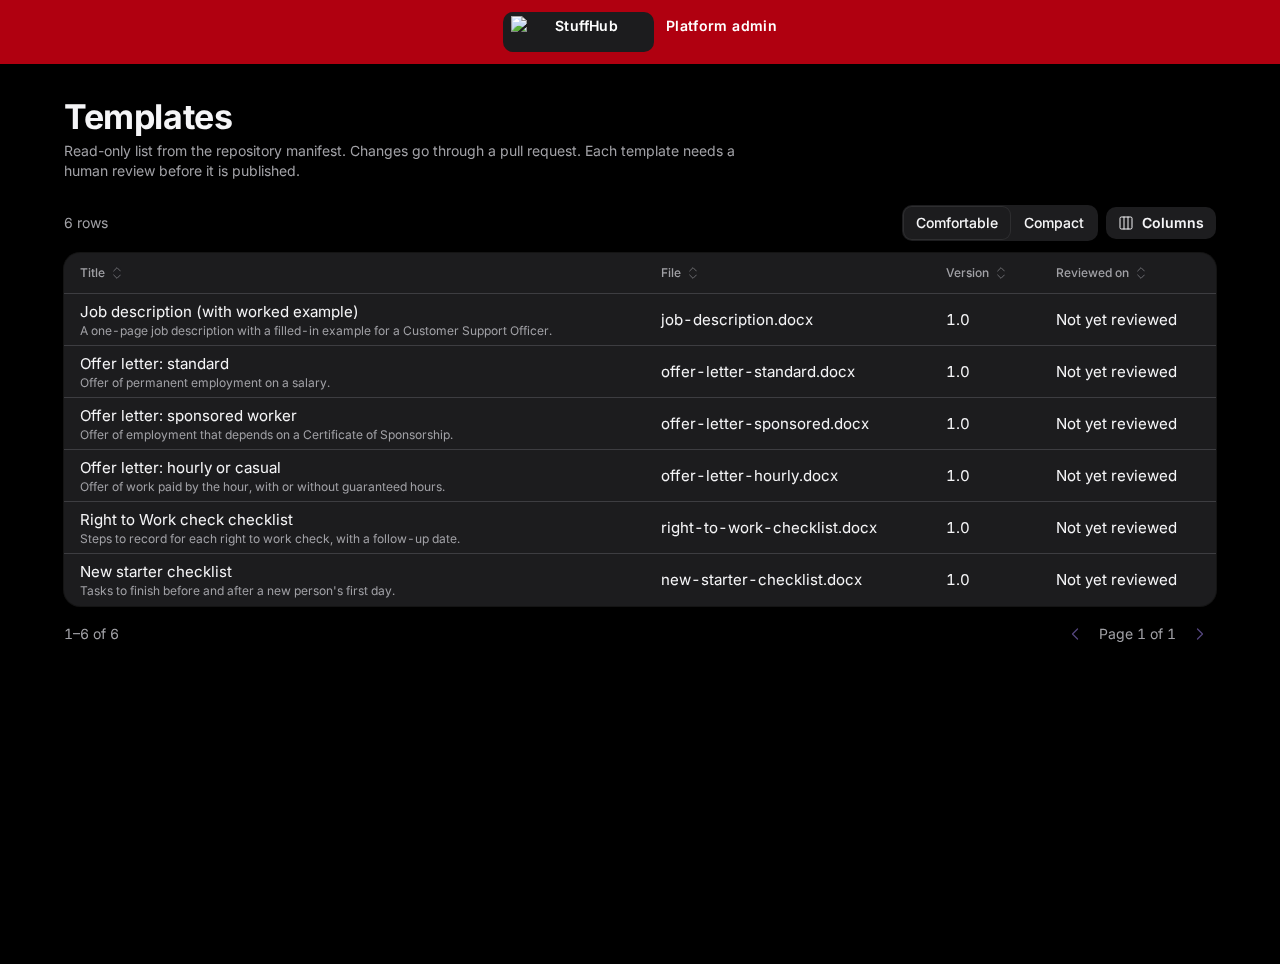 StuffHub Platform admin
Templates
Read-only list from the repository manifest. Changes go through a pull request. Each template needs a
human review before it is published.
6 rows Comfortable Compact Columns
Title File Version Reviewed on
Job description (with worked example)
A one-page job description with a filled-in example for a Customer Support Officer.
job-description.docx 1.0 Not yet reviewed
Offer letter: standard
Offer of permanent employment on a salary.
offer-letter-standard.docx 1.0 Not yet reviewed
Offer letter: sponsored worker
Offer of employment that depends on a Certificate of Sponsorship.
offer-letter-sponsored.docx 1.0 Not yet reviewed
Offer letter: hourly or casual
Offer of work paid by the hour, with or without guaranteed hours.
offer-letter-hourly.docx 1.0 Not yet reviewed
Right to Work check checklist
Steps to record for each right to work check, with a follow-up date.
right-to-work-checklist.docx 1.0 Not yet reviewed
New starter checklist
Tasks to finish before and after a new person's first day.
new-starter-checklist.docx 1.0 Not yet reviewed
1–6 of 6 Page 1 of 1